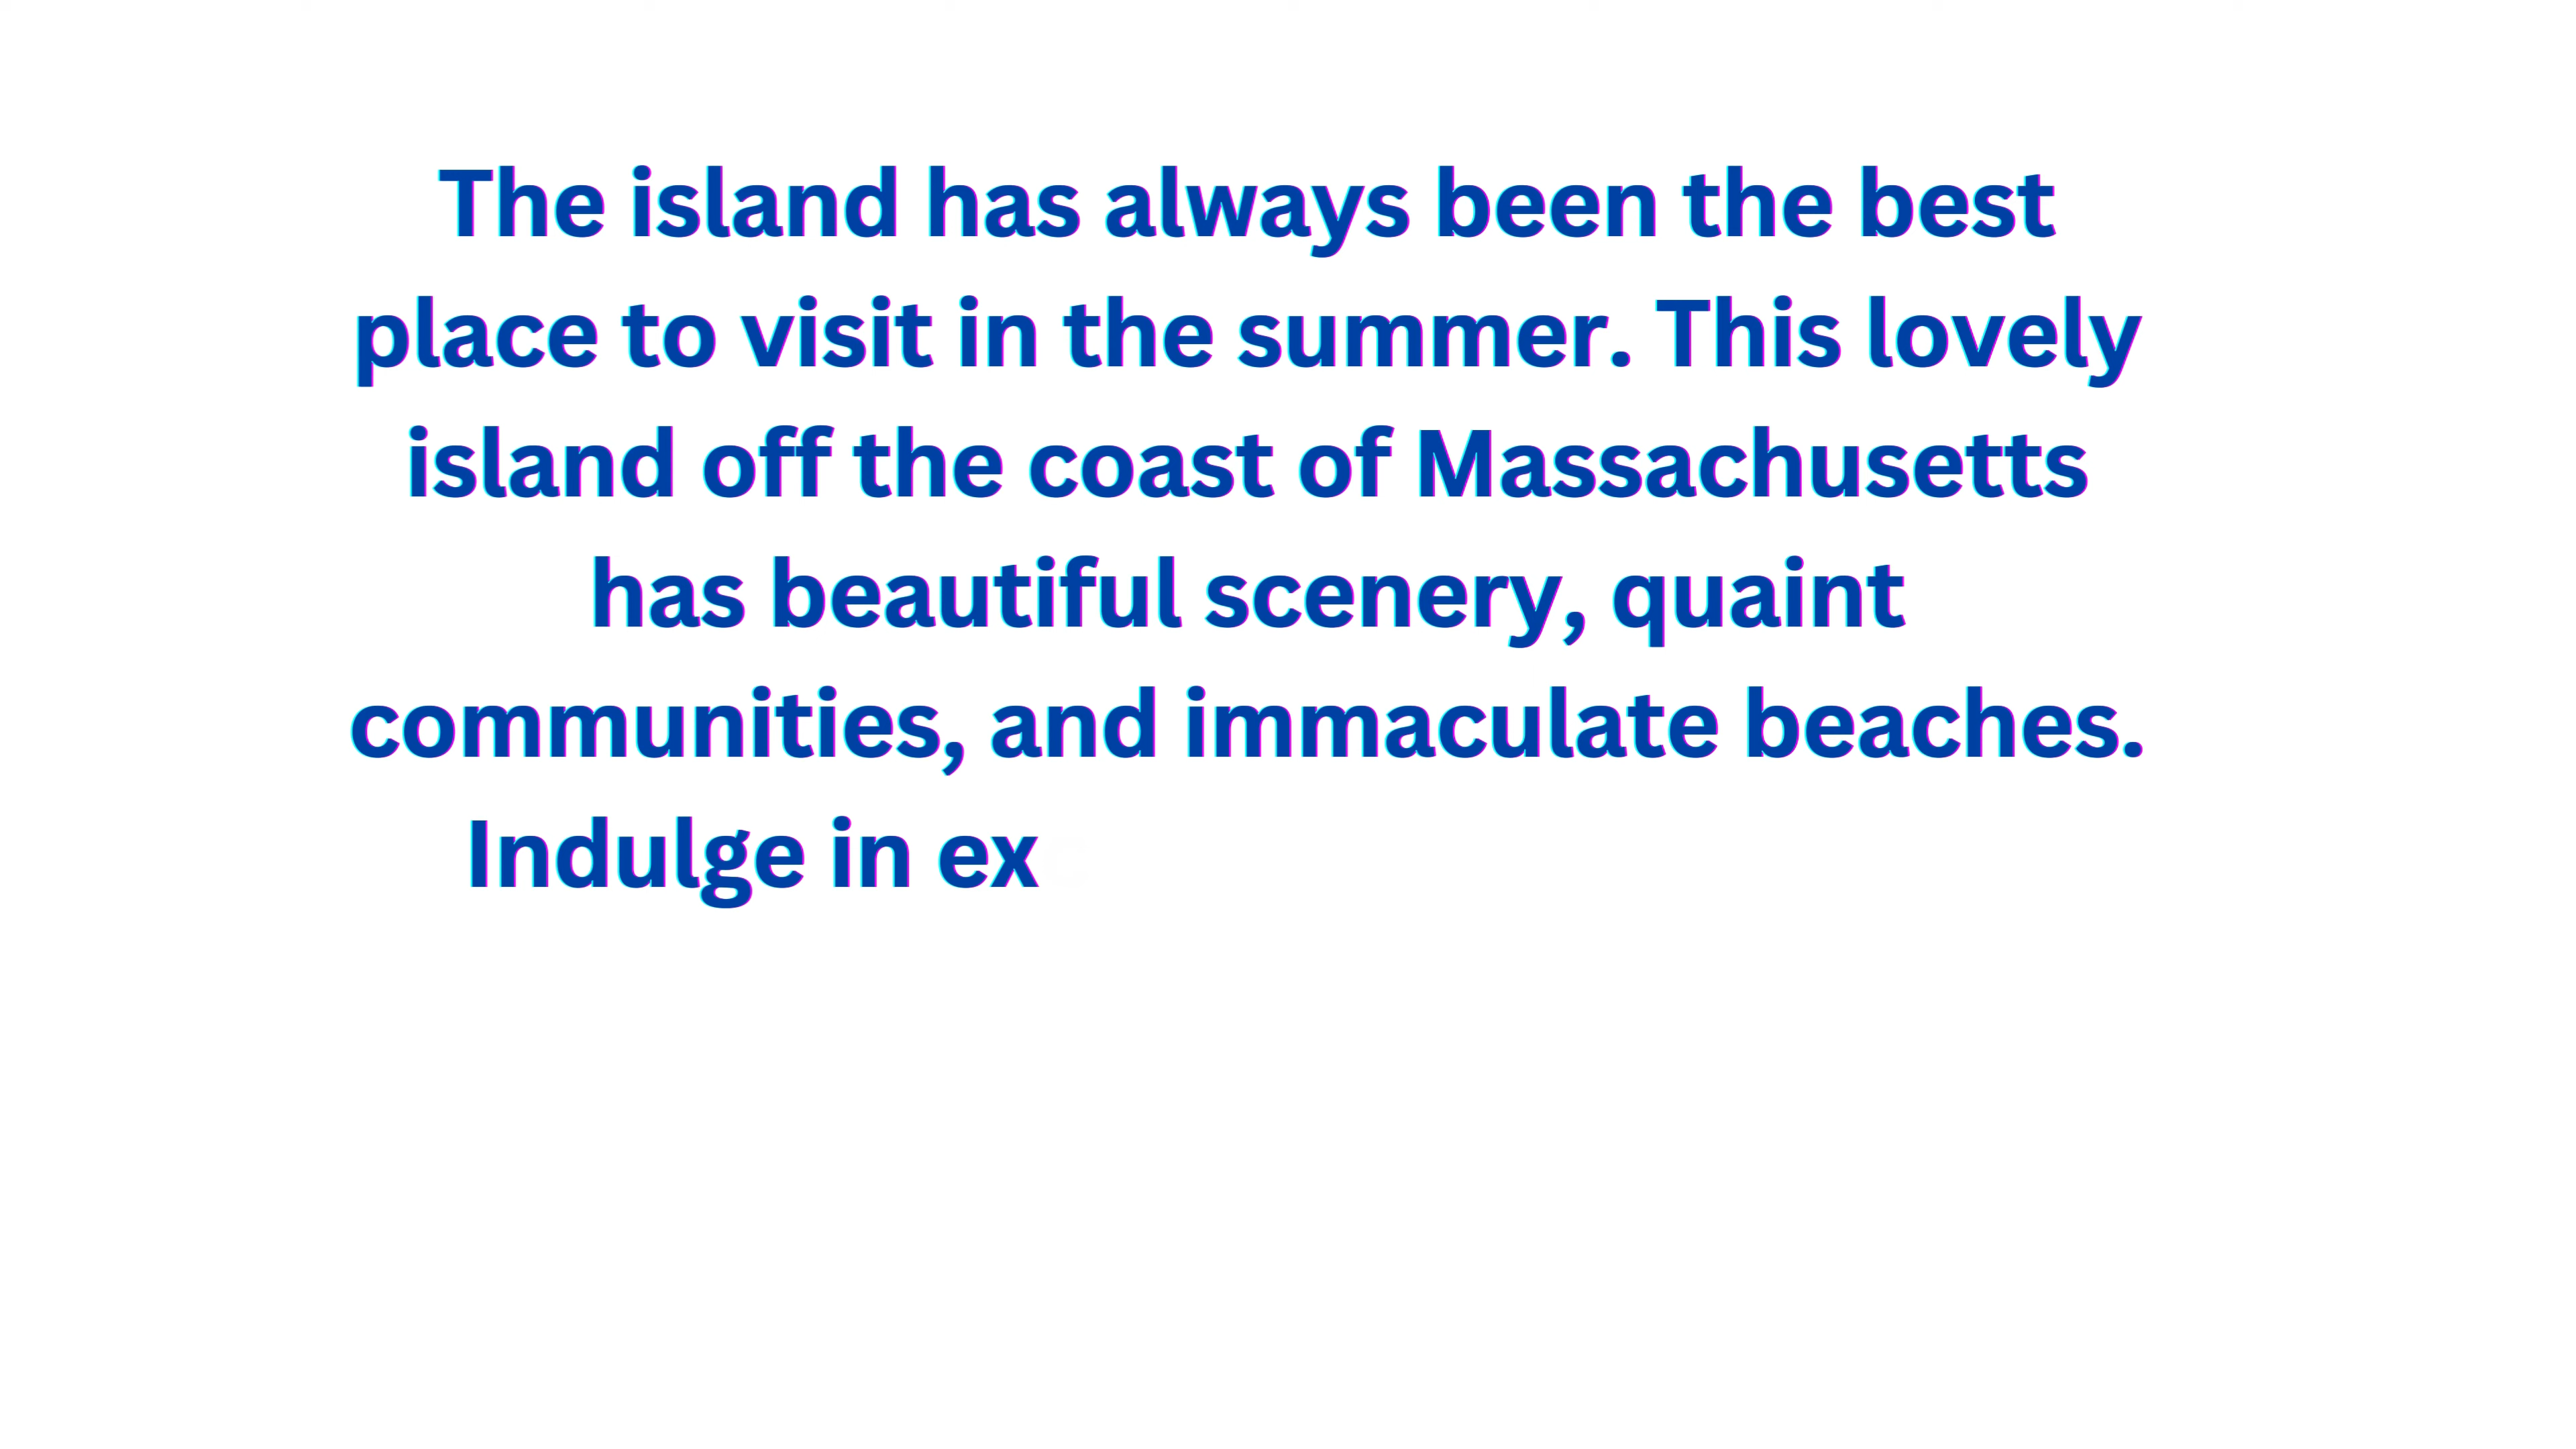 The island has always been the best
place to visit in the summer. This lovely
island off the coast of Massachusetts
has beautiful scenery, quaint
communities, and immaculate beaches.
Indulge in ex